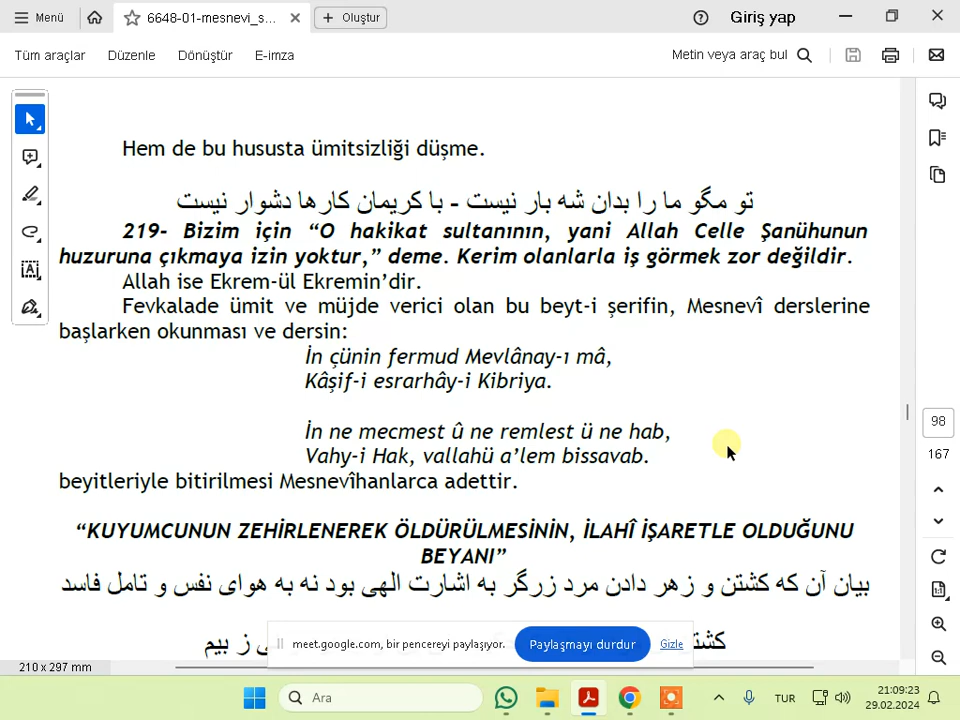 Menü
6648-01-mesnevi_s...
Oluştur
Giriş yap
Tüm araçlar Düzenle Dönüştür E-imza
Metin veya araç bul
Hem de bu hususta ümitsizliği düşme.
تو مگو ما را بدان شه بار نیست - با کریمان کارها دشوار نیست
219- Bizim için “O hakikat sultanının, yani Allah Celle Şanühunun
huzuruna çıkmaya izin yoktur,” deme. Kerim olanlarla iş görmek zor değildir.
Allah ise Ekrem-ül Ekremin’dir.
Fevkalade ümit ve müjde verici olan bu beyt-i şerifin, Mesnevî derslerine
başlarken okunması ve dersin:
İn çünin fermud Mevlânay-ı mâ,
Kâşif-i esrarhây-i Kibriya.
İn ne mecmest û ne remlest ü ne hab,
Vahy-i Hak, vallahü a’lem bissavab.
beyitleriyle bitirilmesi Mesnevîhanlarca adettir.
“KUYUMCUNUN ZEHİRLENEREK ÖLDÜRÜLMESİNİN, İLAHÎ İŞARETLE OLDUĞUNU
BEYANI”
بیان آن که کشتن و زهر دادن مرد زرگر به اشارت الهی بود نه به هوای نفس و تامل فاسد
کشت ی ز بیم
meet.google.com, bir pencereyi paylaşıyor.
Paylaşmayı durdur
Gizle
98
167
1:1
210 x 297 mm
Ara
TUR
21:09:23
29.02.2024